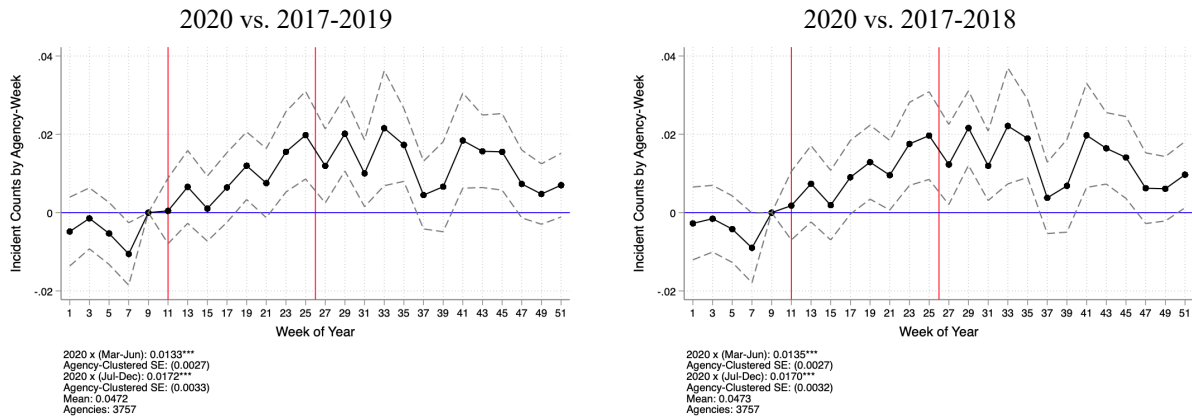 2020 vs. 2017-2019
Incident Counts by Agency-Week
.04
.02
0
-.02
1 3 5 7 9 11 13 15 17 19 21 23 25 27 29 31 33 35 37 39 41 43 45 47 49 51
Week of Year
2020 x (Mar-Jun): 0.0133***
Agency-Clustered SE: (0.0027)
2020 x (Jul-Dec): 0.0172***
Agency-Clustered SE: (0.0033)
Mean: 0.0472
Agencies: 3757
2020 vs. 2017-2018
Incident Counts by Agency-Week
.04
.02
0
-.02
1 3 5 7 9 11 13 15 17 19 21 23 25 27 29 31 33 35 37 39 41 43 45 47 49 51
Week of Year
2020 x (Mar-Jun): 0.0135***
Agency-Clustered SE: (0.0027)
2020 x (Jul-Dec): 0.0170***
Agency-Clustered SE: (0.0032)
Mean: 0.0473
Agencies: 3757